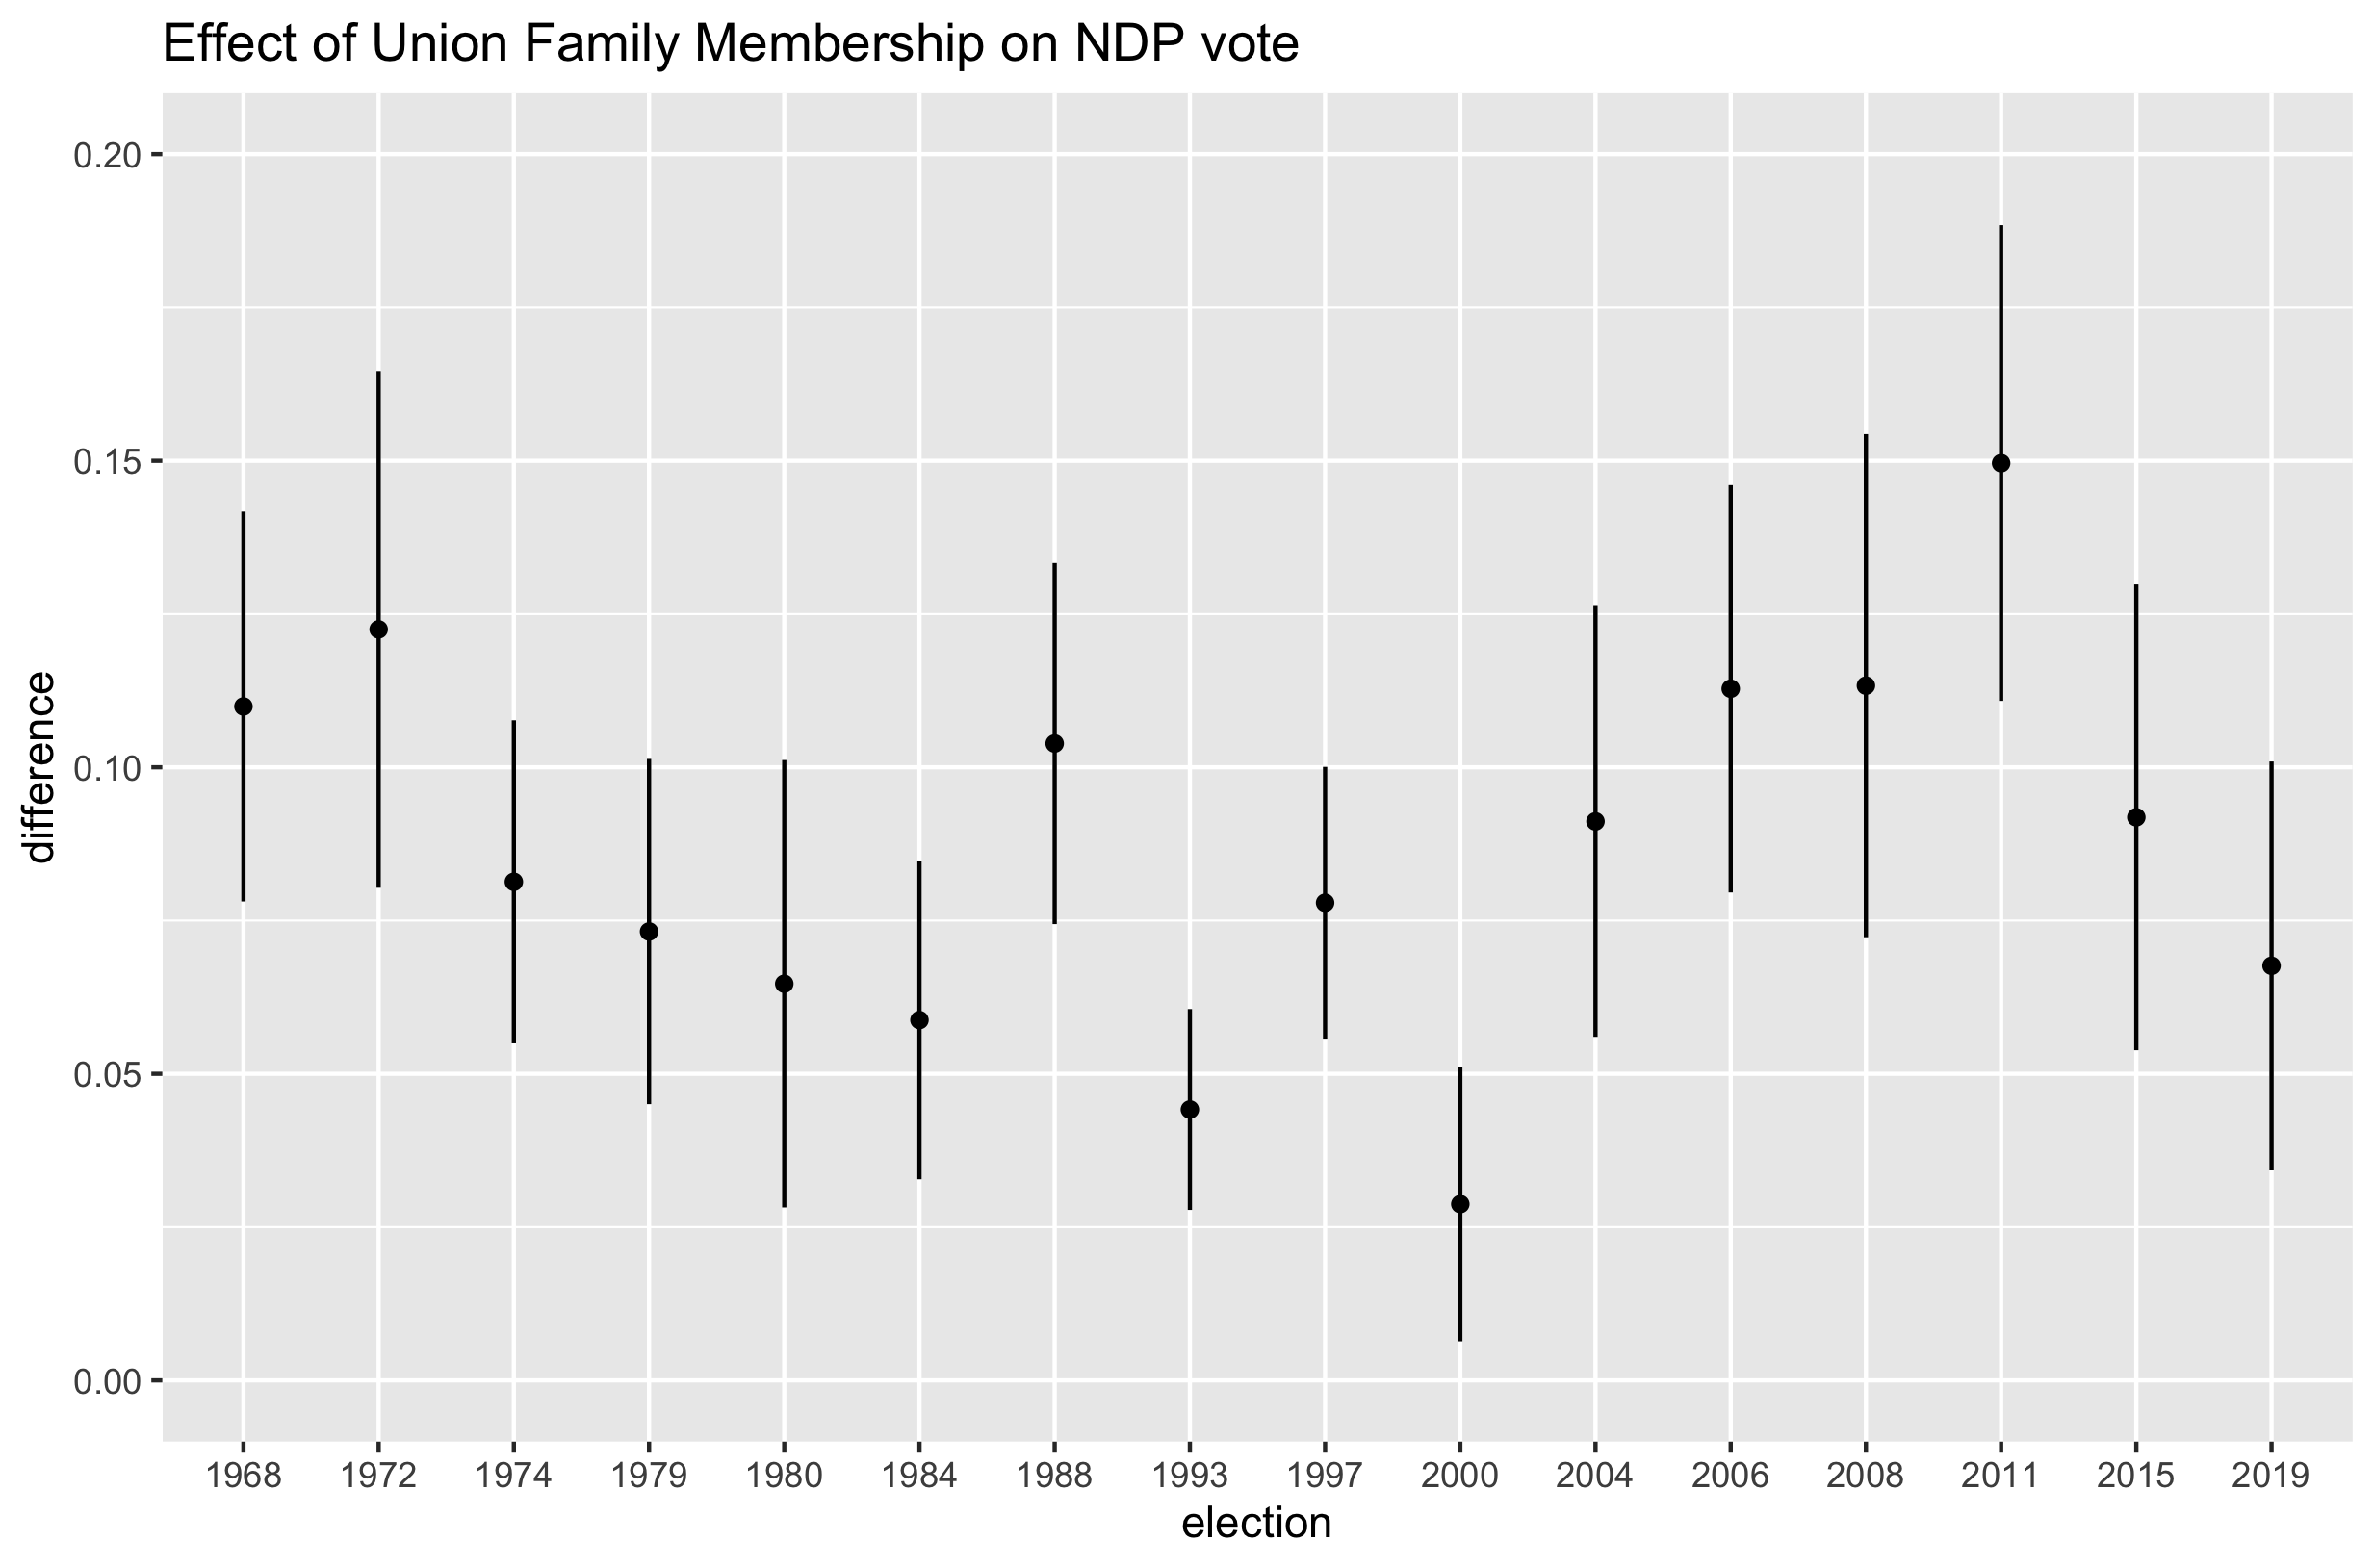 Effect of Union Family Membership on NDP vote
0.20
0.15
0.10
0.05
0.00
difference
1968 1972 1974 1979 1980 1984 1988 1993 1997 2000 2004 2006 2008 2011 2015 2019
election